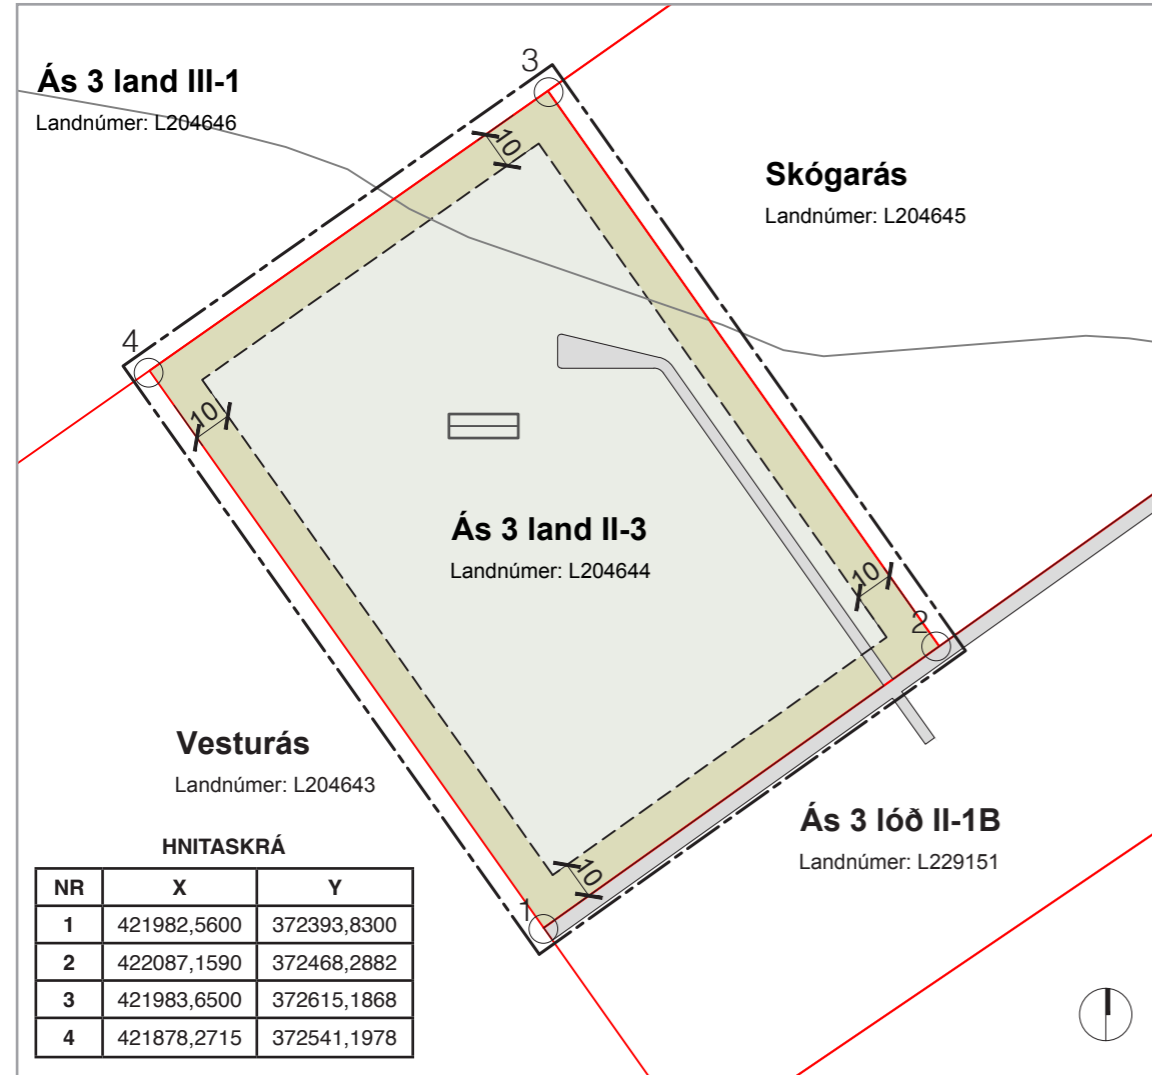 3
Ás 3 land III-1
Landnúmer: L204646
10
Skógarás
Landnúmer: L204645
4
10
Ás 3 land II-3
Landnúmer: L204644
10
2
Vesturás
Landnúmer: L204643
Ás 3 lóð II-1B
Landnúmer: L229151
10
1
HNITASKRÁ
NR X Y
1 421982,5600 372393,8300
2 422087,1590 372468,2882
3 421983,6500 372615,1868
4 421878,2715 372541,1978